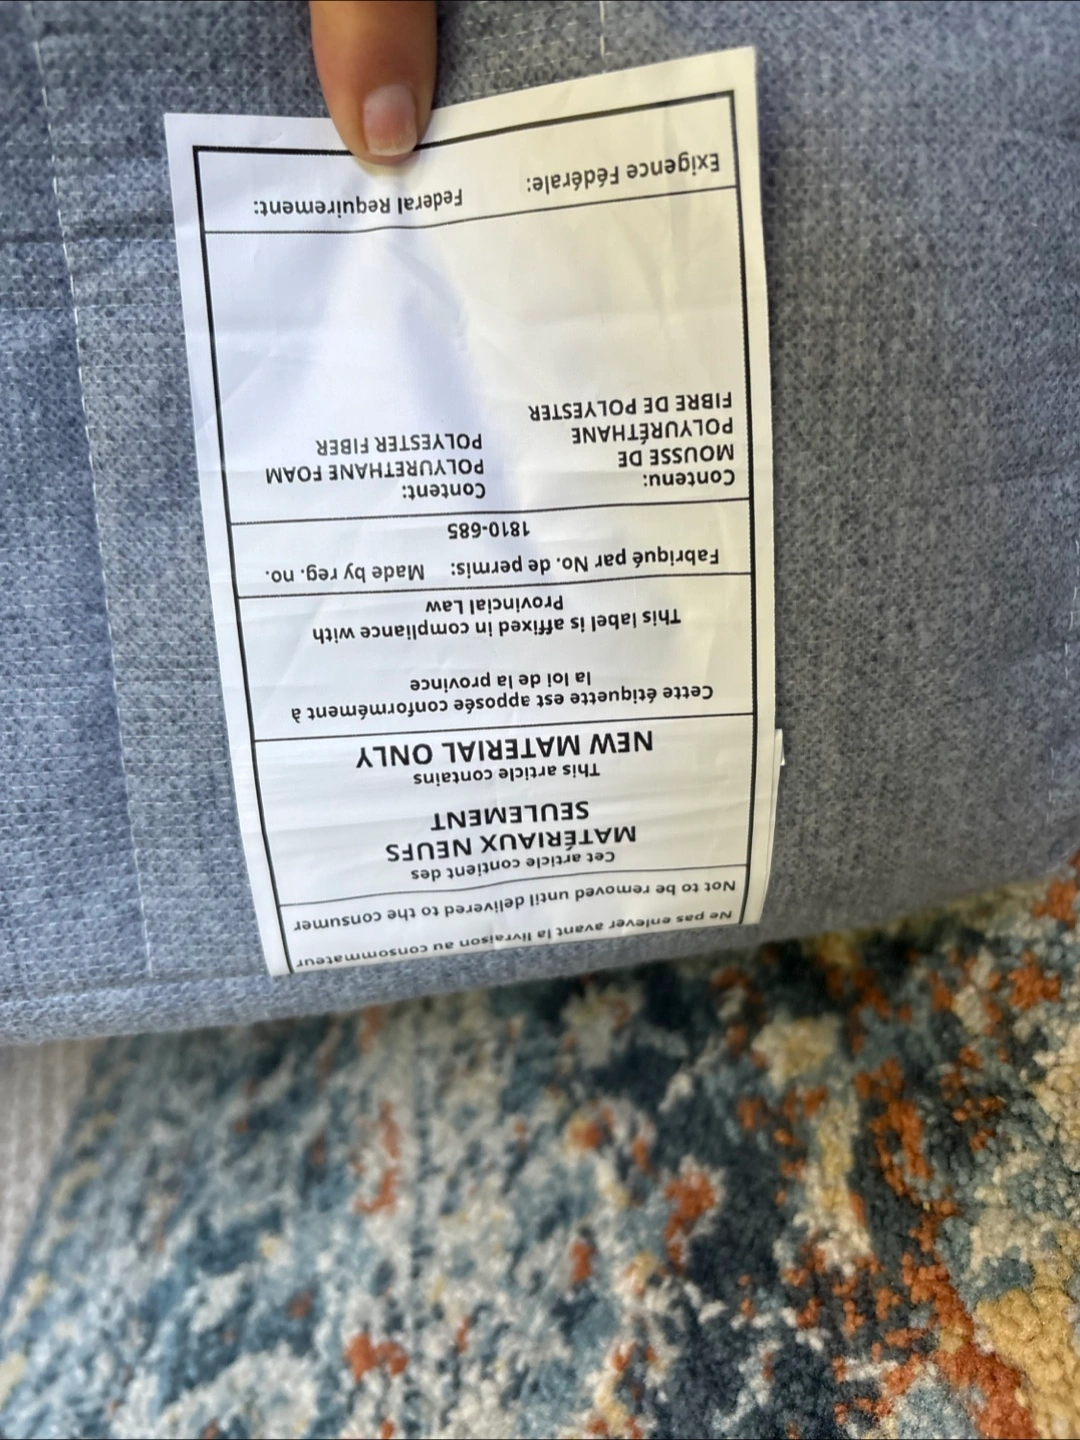 Ne pas enlever avant la livraison au consommateur
Not to be removed until delivered to the consumer
Cet article contient des
MATÉRIAUX NEUFS
SEULEMENT
This article contains
NEW MATERIAL ONLY
Cette étiquette est apposée conformément à
la loi de la province
This label is affixed in compliance with
Provincial Law
Fabriqué par No. de permis: Made by reg. no.
1810-685
Contenu:
MOUSSE DE
POLYURÉTHANE
FIBRE DE POLYESTER
Content:
POLYURETHANE FOAM
POLYESTER FIBER
Exigence Fédérale: Federal Requirement: